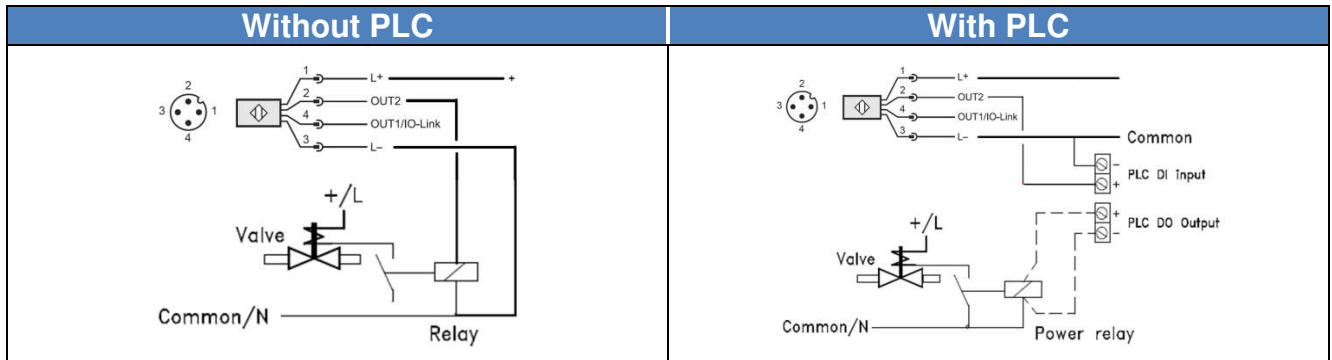 Without PLC
With PLC
1
L+
+
2
2
OUT2
3
1
4
OUT1/IO-Link
4
3
L–
+/L
Valve
Common/N
Relay
1
L+
2
2
OUT2
3
1
4
OUT1/IO-Link
4
3
L–
Common
-
PLC DI Input
+
+
PLC DO Output
-
+/L
Valve
Common/N
Power relay